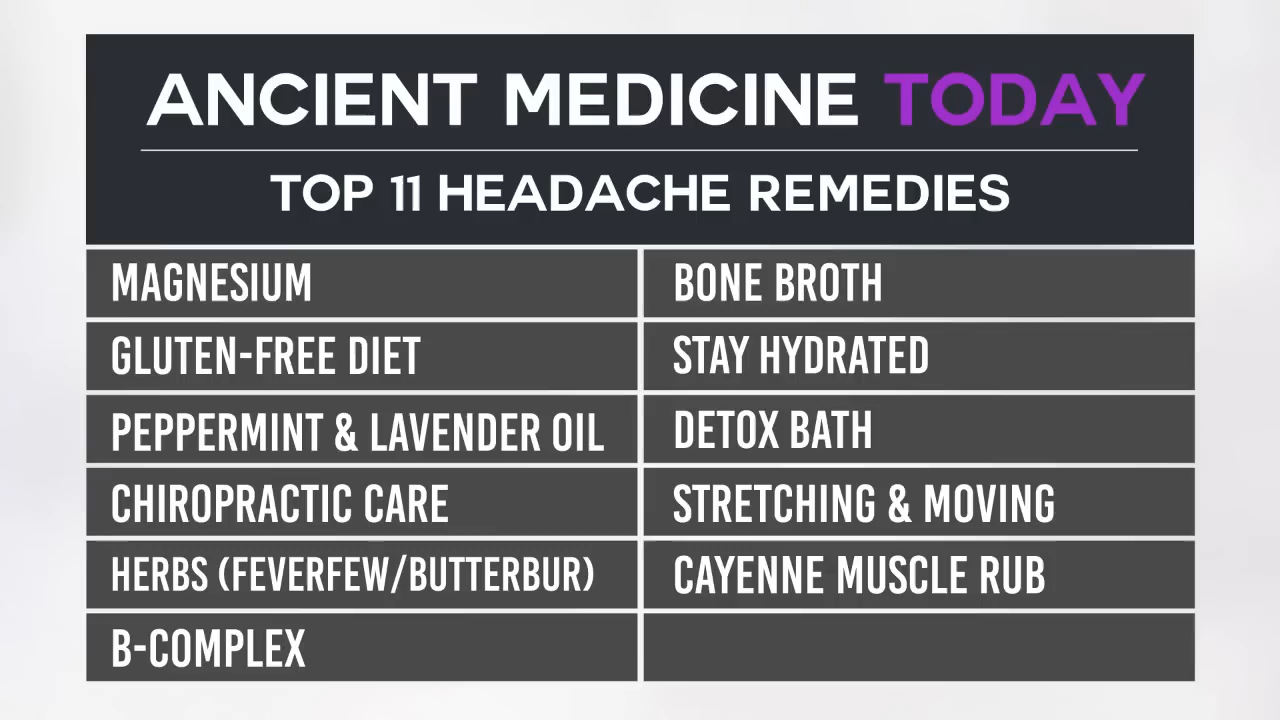 ANCIENT MEDICINE TODAY
TOP 11 HEADACHE REMEDIES
MAGNESIUM
GLUTEN-FREE DIET
PEPPERMINT & LAVENDER OIL
CHIROPRACTIC CARE
HERBS (FEVERFEW/BUTTERBUR)
B-COMPLEX
BONE BROTH
STAY HYDRATED
DETOX BATH
STRETCHING & MOVING
CAYENNE MUSCLE RUB